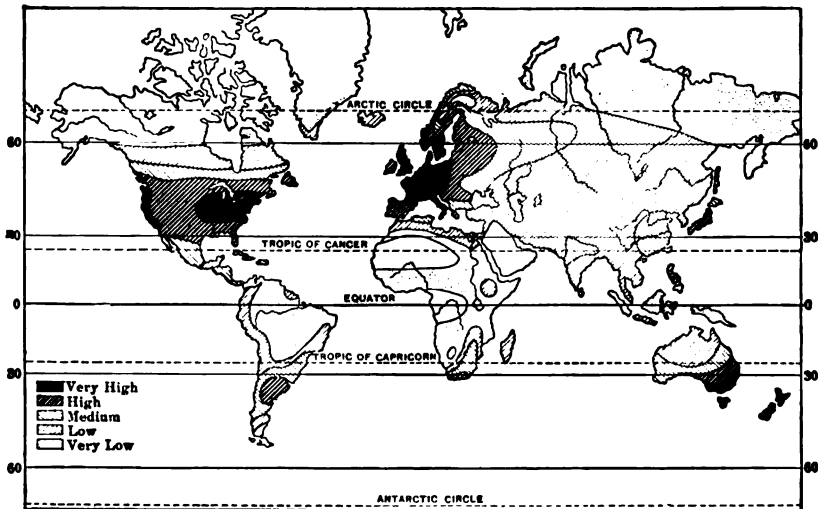 ARCTIC CIRCLE
60
60
30
TROPIC OF CANCER
30
EQUATOR
0
0
TROPIC OF CAPRICORN
30
30
Very High
High
Medium
Low
Very Low
60
60
ANTARCTIC CIRCLE